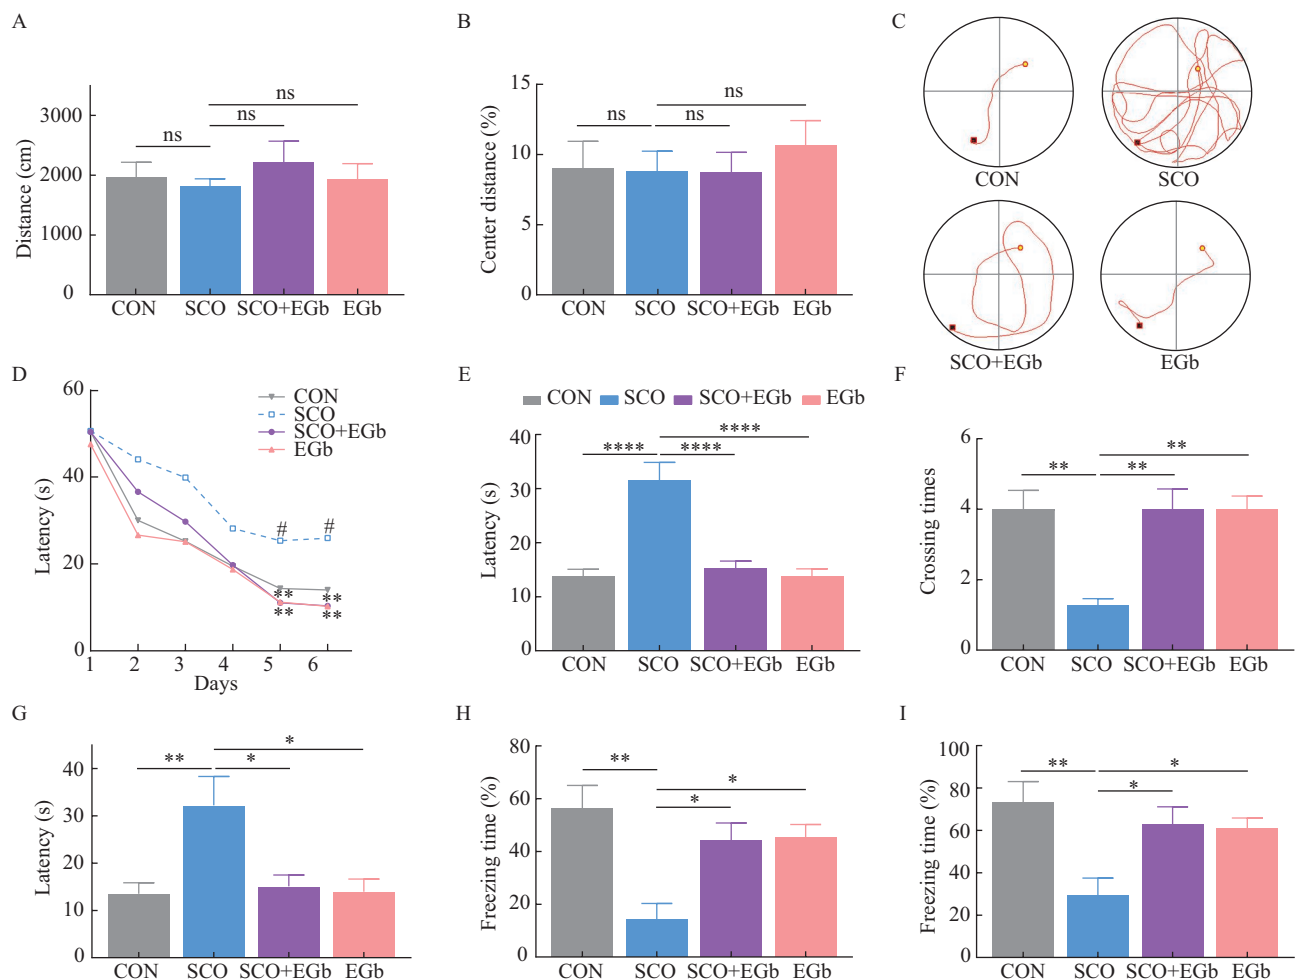 A
Distance (cm)
3000
2000
1000
0
ns
ns
ns
CON SCO SCO+EGb EGb
B
Center distance (%)
15
10
5
0
ns
ns
ns
CON SCO SCO+EGb EGb
C
CON
SCO
SCO+EGb
EGb
D
Latency (s)
60
40
20
0
CON
SCO
SCO+EGb
EGb
# #
** **
** **
1 2 3 4 5 6
Days
E
CON SCO SCO+EGb EGb
Latency (s)
40
30
20
10
0
****
**** ****
CON SCO SCO+EGb EGb
F
Crossing times
6
4
2
0
**
** **
CON SCO SCO+EGb EGb
G
Latency (s)
40
30
20
10
0
*
** *
CON SCO SCO+EGb EGb
H
Freezing time (%)
80
60
40
20
0
**
*
*
CON SCO SCO+EGb EGb
I
Freezing time (%)
100
80
60
40
20
0
** *
*
CON SCO SCO+EGb EGb